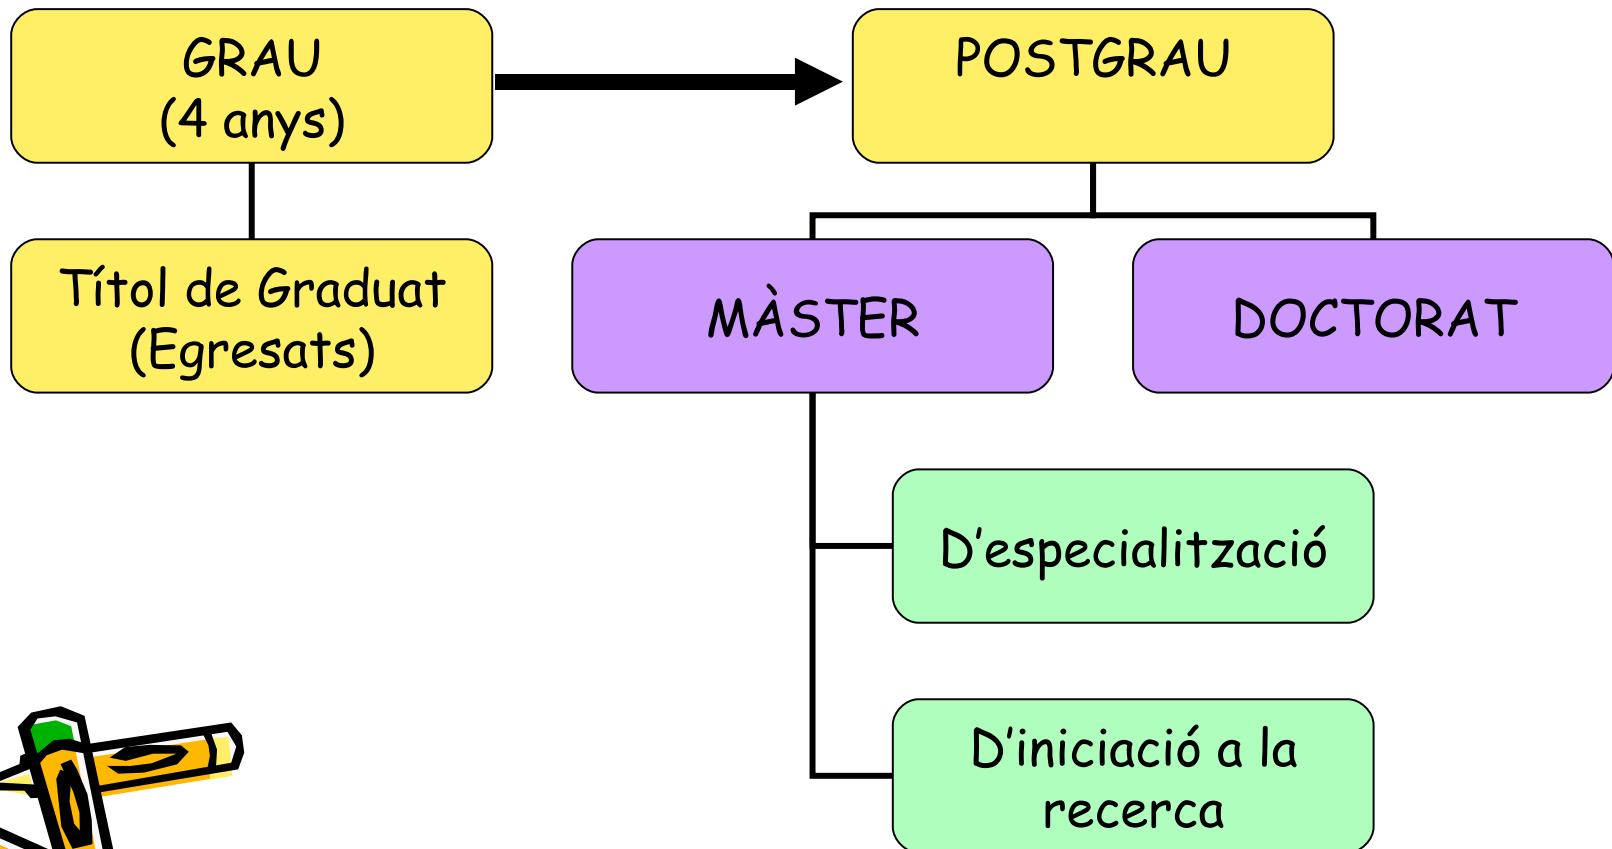 GRAU
(4 anys)
POSTGRAU
Títol de Graduat
(Egresats)
MÀSTER
DOCTORAT
D’especialització
D’iniciació a la
recerca